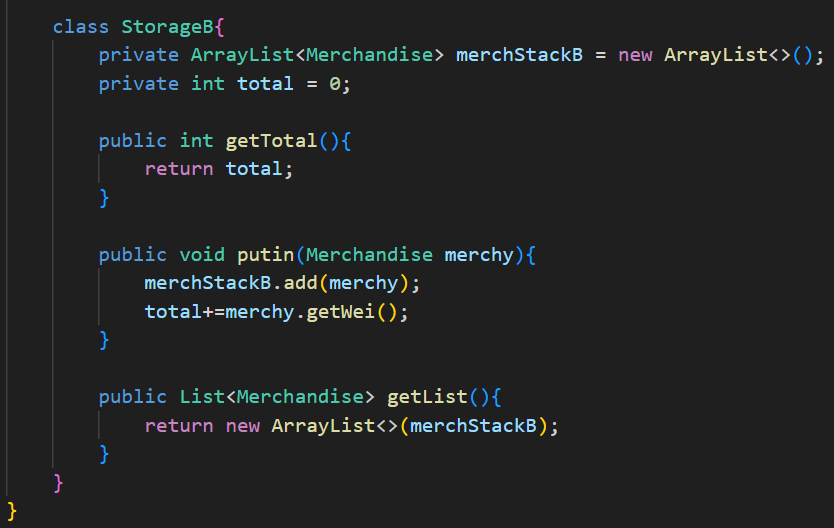 class StorageB{
private ArrayList<Merchandise> merchStackB = new ArrayList<>();
private int total = 0;
public int getTotal(){
return total;
}
public void putin(Merchandise merchy){
merchStackB.add(merchy);
total+=merchy.getWei();
}
public List<Merchandise> getList(){
return new ArrayList<>(merchStackB);
}
}
}